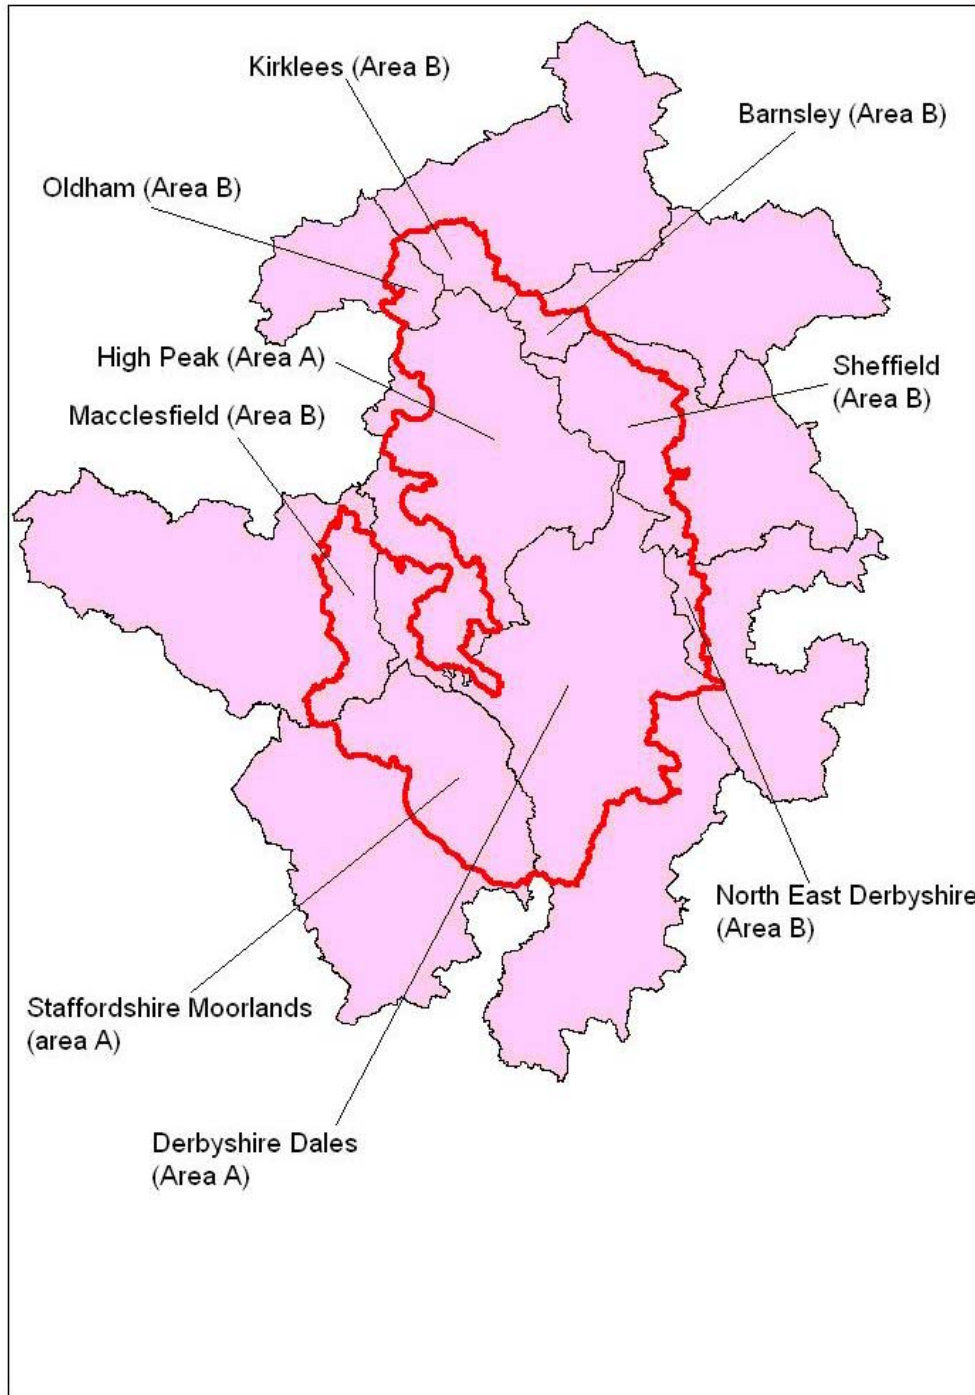 Kirklees (Area B)
Barnsley (Area B)
Oldham (Area B)
High Peak (Area A)
Sheffield
(Area B)
Macclesfield (Area B)
North East Derbyshire
(Area B)
Staffordshire Moorlands
(area A)
Derbyshire Dales
(Area A)